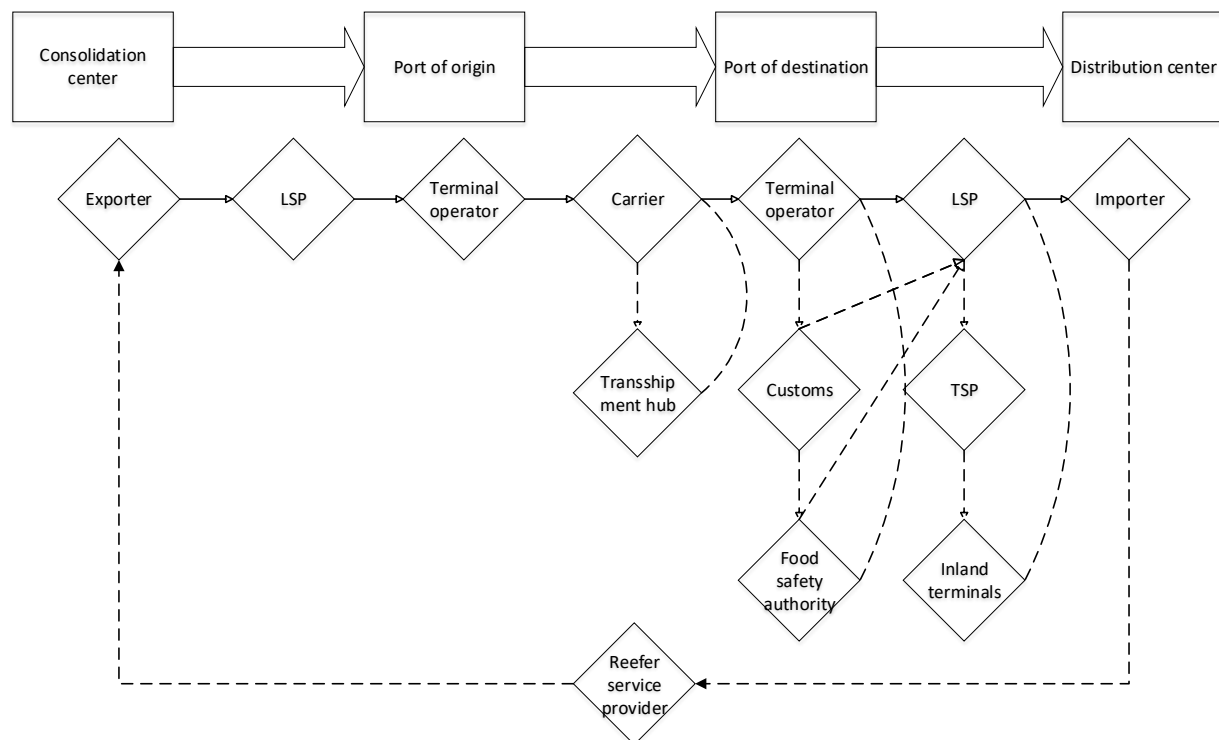 Consolidation
center
Port of origin
Port of destination
Distribution center
Exporter
LSP
Terminal
operator
Carrier
Terminal
operator
LSP
Importer
Transship
ment hub
Customs
TSP
Food
safety
authority
Inland
terminals
Reefer
service
provider